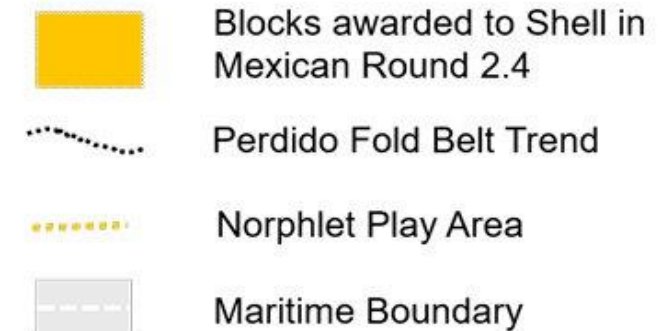 Blocks awarded to Shell in
Mexican Round 2.4
Perdido Fold Belt Trend
Norphlet Play Area
Maritime Boundary